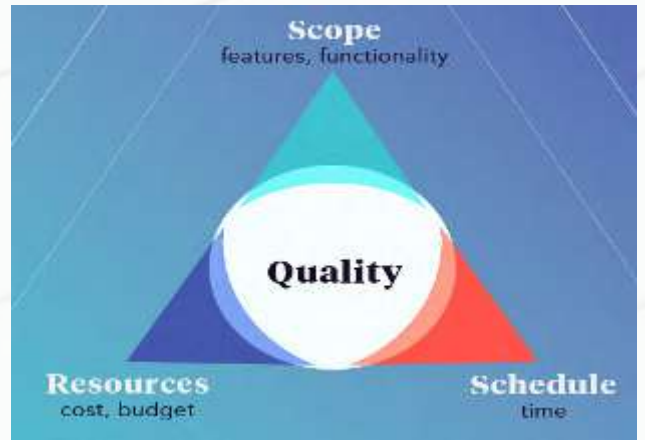 Scope
features, functionality
Quality
Resources
cost, budget
Schedule
time